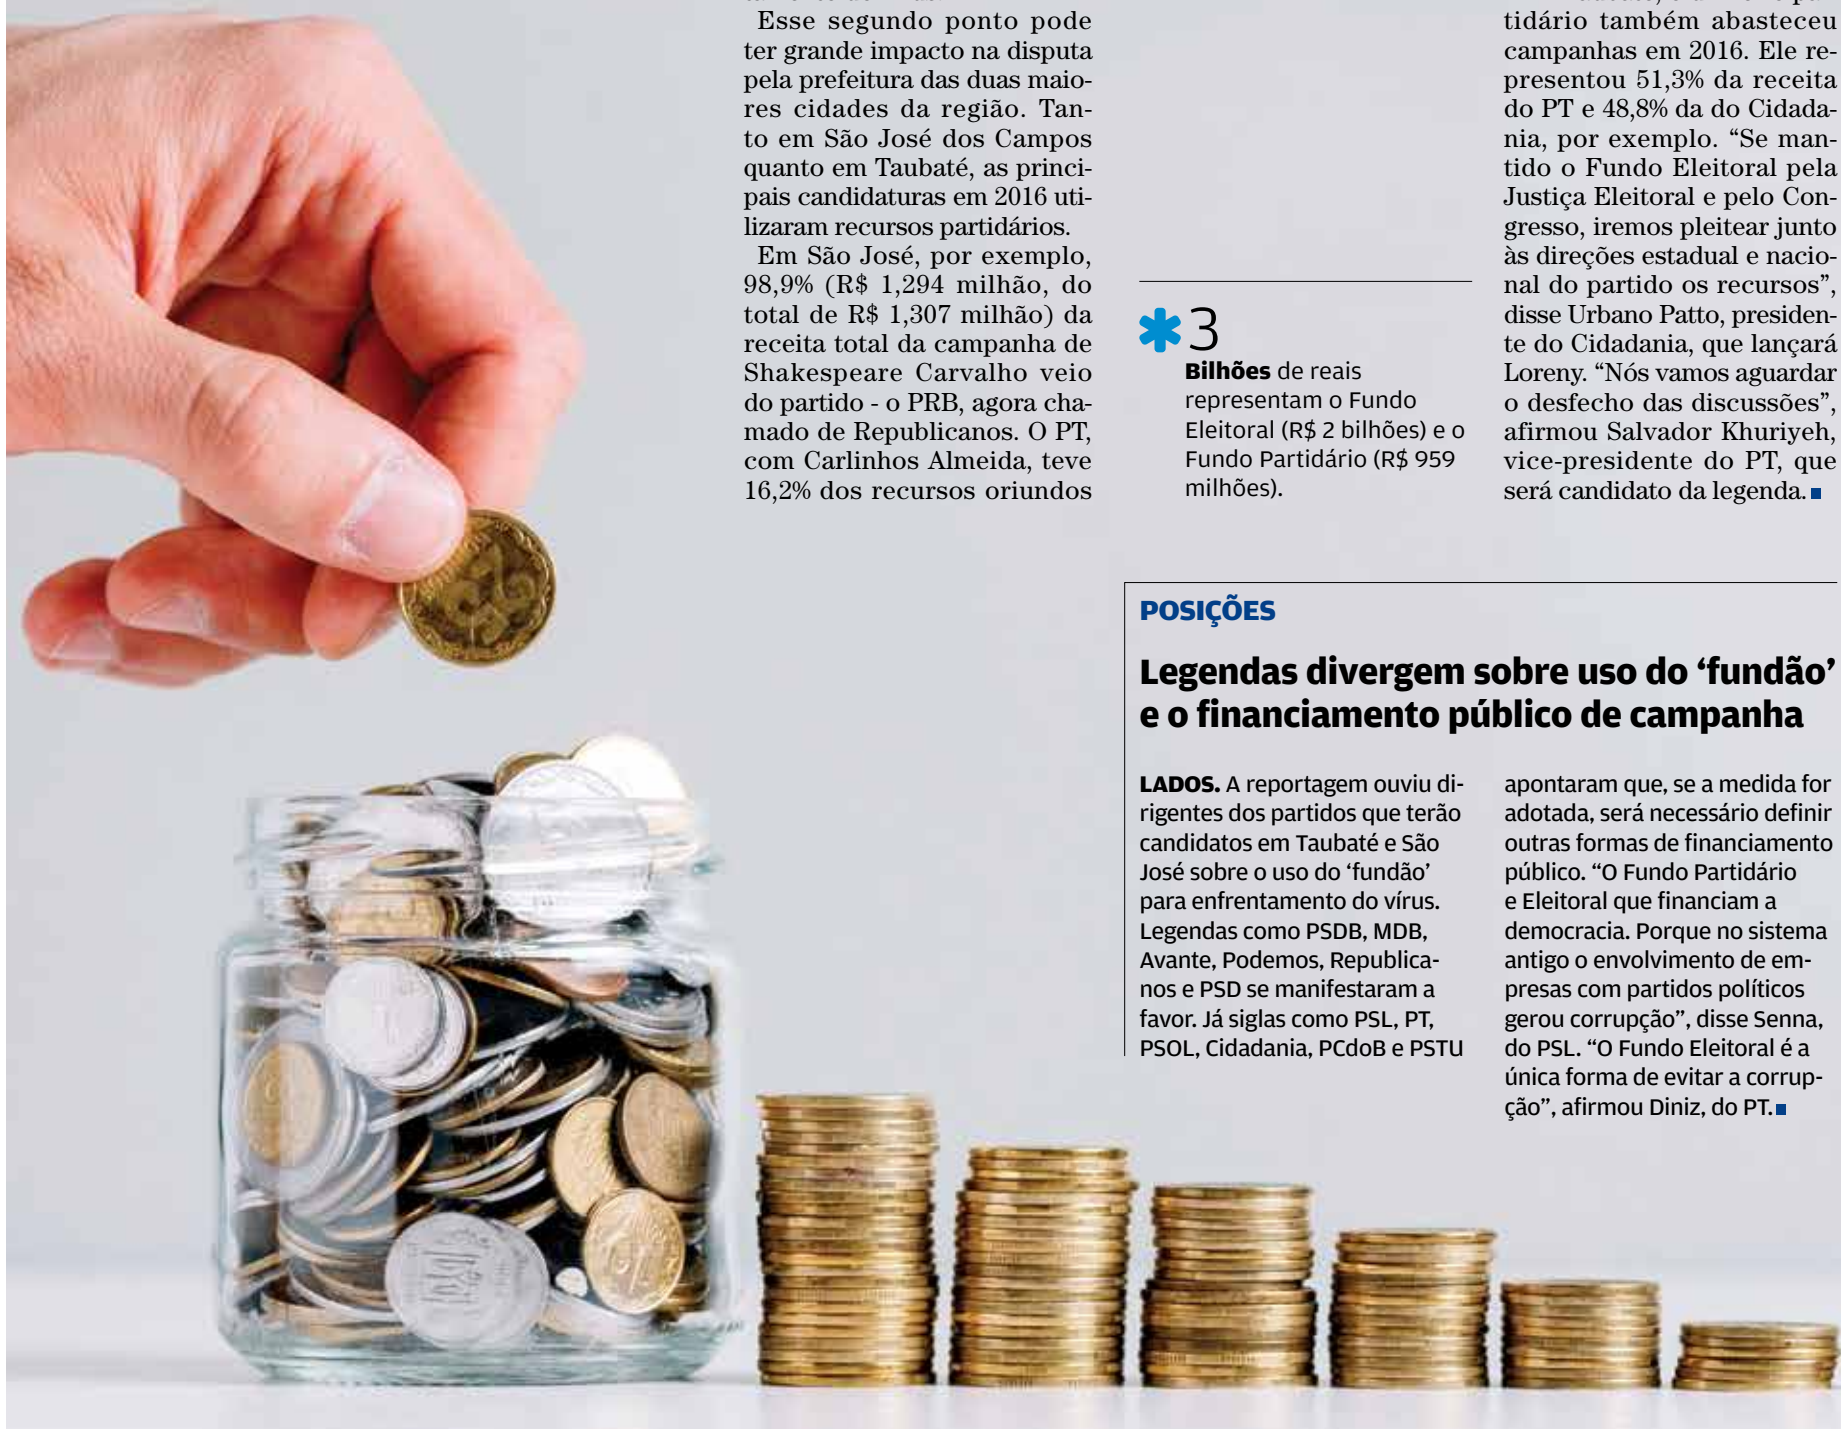 Esse segundo ponto pode
ter grande impacto na disputa
pela prefeitura das duas maio-
res cidades da região. Tan-
to em São José dos Campos
quanto em Taubaté, as princi-
pais candidaturas em 2016 uti-
lizaram recursos partidários.
Em São José, por exemplo,
98,9% (R$ 1,294 milhão, do
total de R$ 1,307 milhão) da
receita total da campanha de
Shakespeare Carvalho veio
do partido - o PRB, agora cha-
mado de Republicanos. O PT,
com Carlinhos Almeida, teve
16,2% dos recursos oriundos
*3
Bilhões de reais
representam o Fundo
Eleitoral (R$ 2 bilhões) e o
Fundo Partidário (R$ 959
milhões).
tidário também abasteceu
campanhas em 2016. Ele re-
presentou 51,3% da receita
do PT e 48,8% da do Cidada-
nia, por exemplo. “Se man-
tido o Fundo Eleitoral pela
Justiça Eleitoral e pelo Con-
gresso, iremos pleitear junto
às direções estadual e nacio-
nal do partido os recursos”,
disse Urbano Patto, presiden-
te do Cidadania, que lançará
Loreny. “Nós vamos aguardar
o desfecho das discussões”,
afirmou Salvador Khuriyeh,
vice-presidente do PT, que
será candidato da legenda.
POSIÇÕES
Legendas divergem sobre uso do ‘fundão’
e o financiamento público de campanha
LADOS. A reportagem ouviu di-
rigentes dos partidos que terão
candidatos em Taubaté e São
José sobre o uso do ‘fundão’
para enfrentamento do vírus.
Legendas como PSDB, MDB,
Avante, Podemos, Republica-
nos e PSD se manifestaram a
favor. Já siglas como PSL, PT,
PSOL, Cidadania, PCdoB e PSTU
apontaram que, se a medida for
adotada, será necessário definir
outras formas de financiamento
público. “O Fundo Partidário
e Eleitoral que financiam a
democracia. Porque no sistema
antigo o envolvimento de em-
presas com partidos políticos
gerou corrupção”, disse Senna,
do PSL. “O Fundo Eleitoral é a
única forma de evitar a corrup-
ção”, afirmou Diniz, do PT.